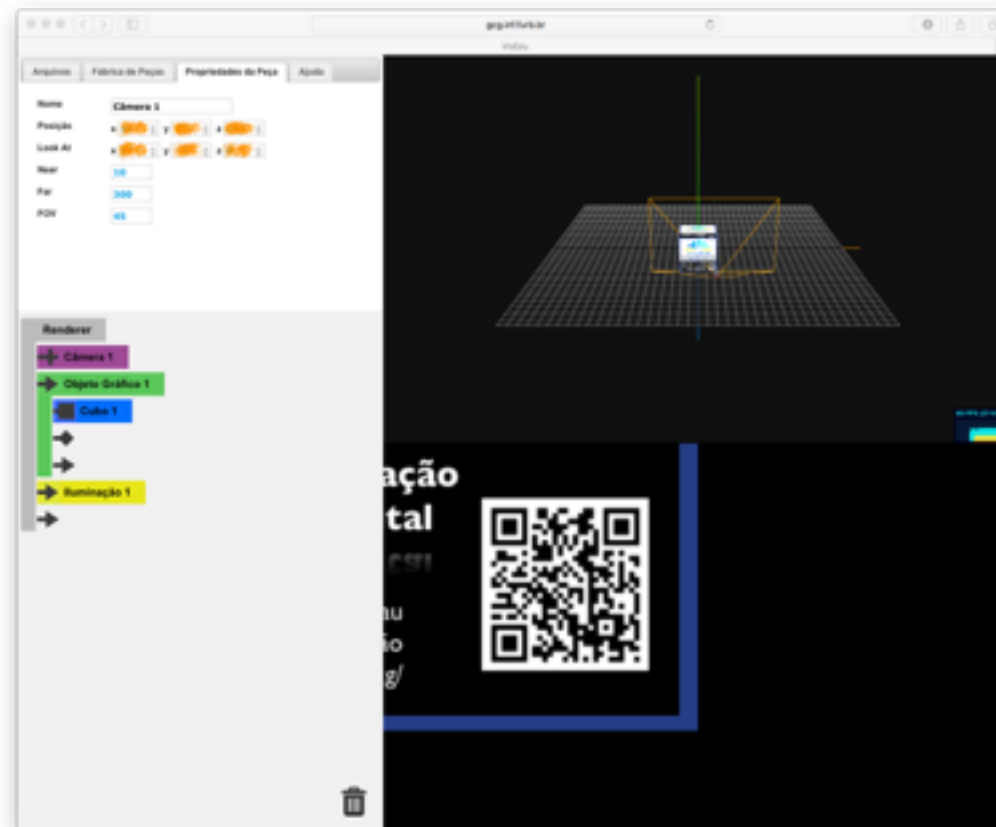 VisEdu
Arquivos Fábrica de Peças Propriedades da Peça Ajuda
Nome Câmera 1
Posição x y z
Look At x y z
Near 10
Far 300
FOV 45
Renderer
Câmera 1
Objeto Gráfico 1
Cubo 1
Iluminação 1
ação
tal
au
ão
g/